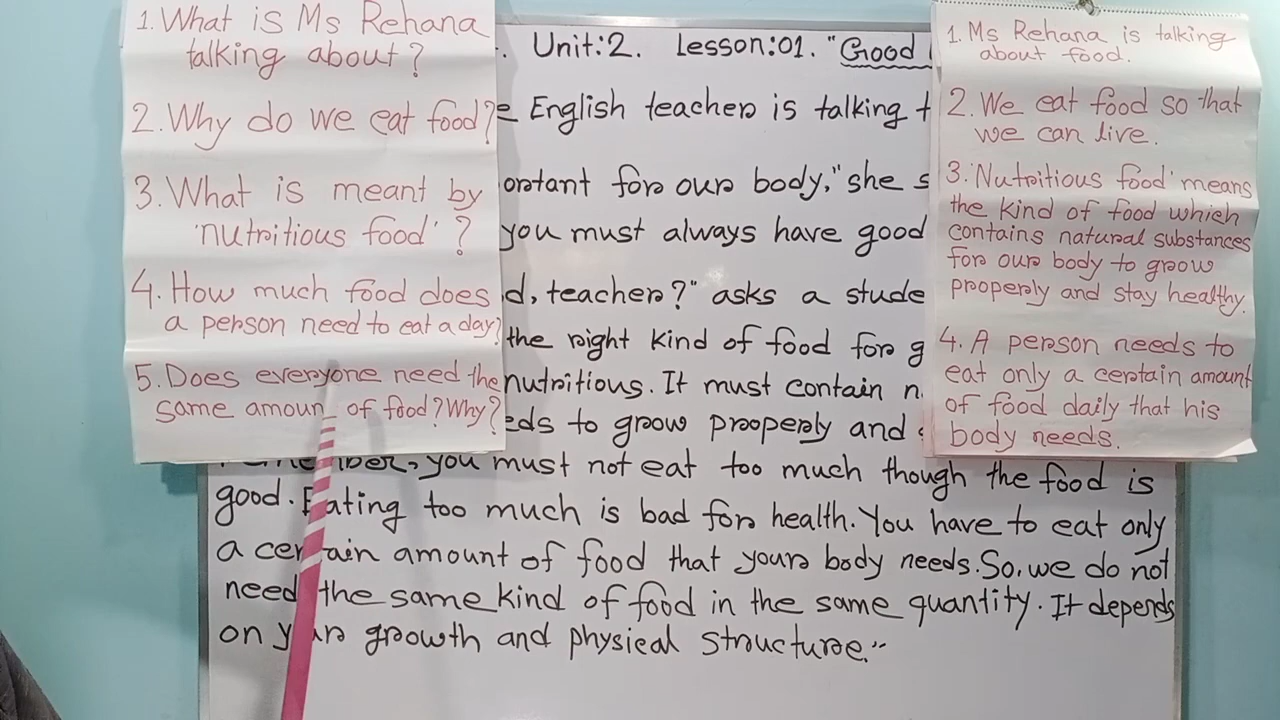 1. What is Ms Rehana
talking about?
2. Why do we eat food?
3. What is meant by
'nutritious food'?
4. How much food does
a person need to eat a day?
5. Does everyone need the
same amoun of food? Why?
Unit:2. Lesson:01. "Good
English teacher is talking
for our body," she s
you must always have good
d, teacher?" asks a stude
the right kind of food for g
nutritious. It must contain n
eds to grow properly and
you must not eat too much though the food is
good. Eating too much is bad for health. You have to eat only
a certain amount of food that your body needs. So, we do not
need the same kind of food in the same quantity. It depends
on your growth and physical structure."
1. Ms Rehana is talking
about food.
2. We eat food so that
we can live.
3. 'Nutritious food' means
the kind of food which
contains natural substances
for our body to grow
properly and stay healthy.
4. A person needs to
eat only a certain amount
of food daily that his
body needs.